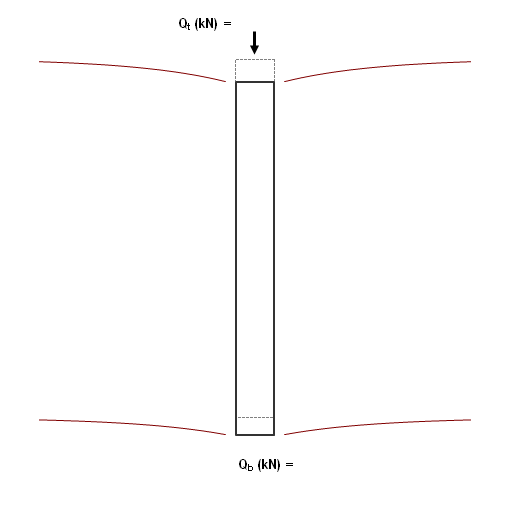 Qt (kN) =
Qb (kN) =